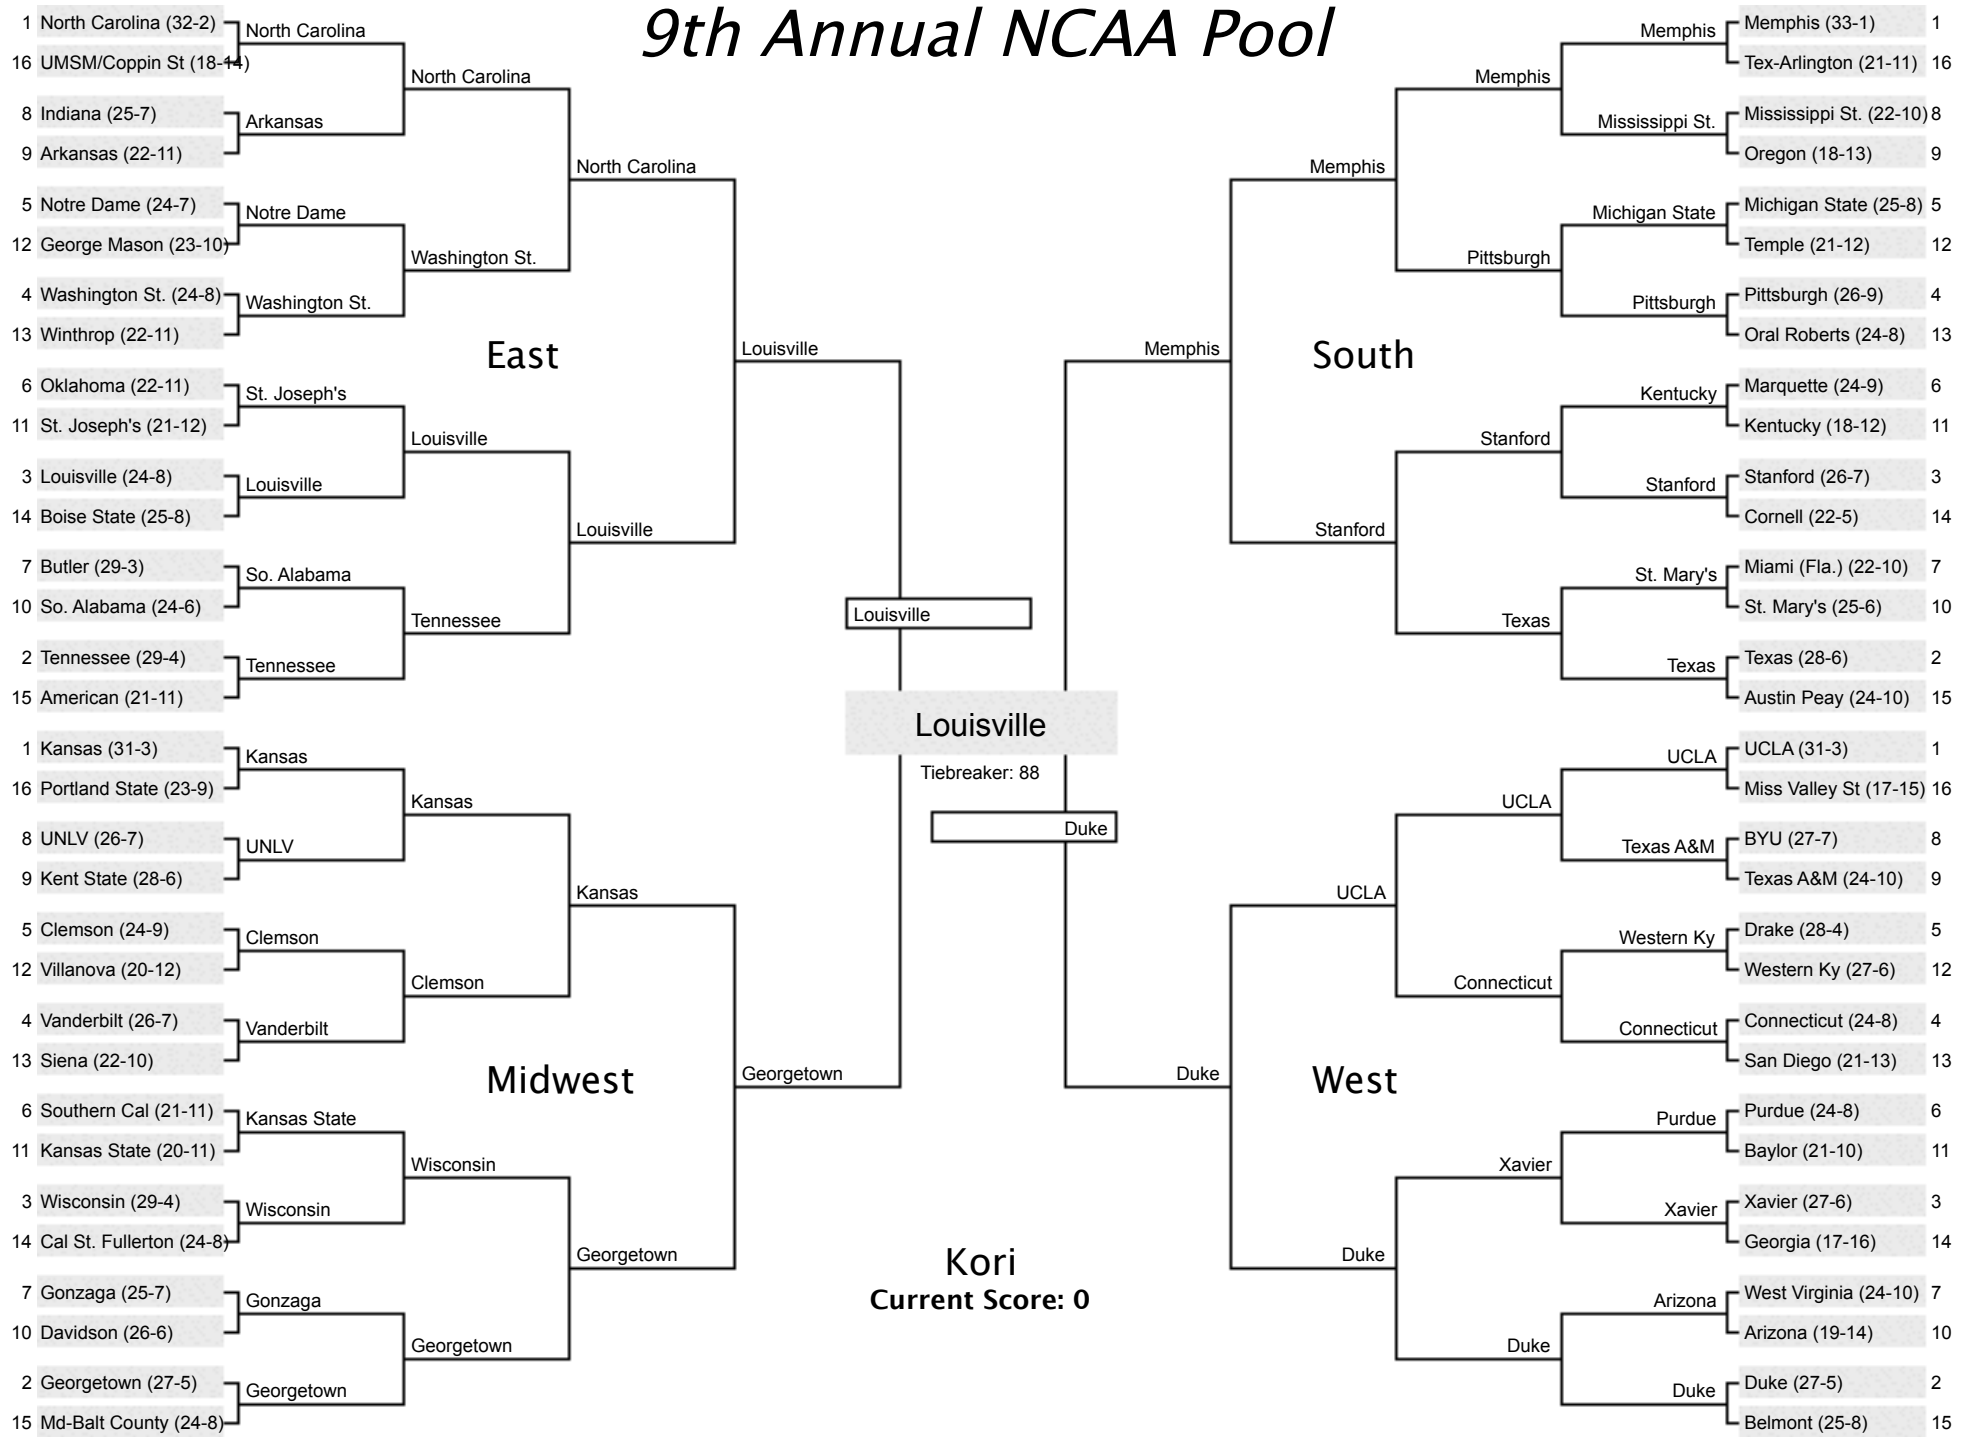 9th Annual NCAA Pool
1 North Carolina (32-2)
16 UMSM/Coppin St (18-14)
8 Indiana (25-7)
9 Arkansas (22-11)
5 Notre Dame (24-7)
12 George Mason (23-10)
4 Washington St. (24-8)
13 Winthrop (22-11)
6 Oklahoma (22-11)
11 St. Joseph's (21-12)
3 Louisville (24-8)
14 Boise State (25-8)
7 Butler (29-3)
10 So. Alabama (24-6)
2 Tennessee (29-4)
15 American (21-11)
North Carolina
Arkansas
Notre Dame
Washington St.
St. Joseph's
Louisville
So. Alabama
Tennessee
North Carolina
Washington St.
Louisville
Tennessee
North Carolina
Louisville
East
Louisville
1 Kansas (31-3)
16 Portland State (23-9)
8 UNLV (26-7)
9 Kent State (28-6)
5 Clemson (24-9)
12 Villanova (20-12)
4 Vanderbilt (26-7)
13 Siena (22-10)
6 Southern Cal (21-11)
11 Kansas State (20-11)
3 Wisconsin (29-4)
14 Cal St. Fullerton (24-8)
7 Gonzaga (25-7)
10 Davidson (26-6)
2 Georgetown (27-5)
15 Md-Balt County (24-8)
Kansas
UNLV
Clemson
Vanderbilt
Kansas State
Wisconsin
Gonzaga
Georgetown
Kansas
Clemson
Wisconsin
Georgetown
Kansas
Georgetown
Midwest
Georgetown
Louisville
Louisville
Tiebreaker: 88
Duke
Kori
Current Score: 0
Memphis
South
Memphis
Stanford
Memphis
Pittsburgh
Stanford
Texas
Memphis
Mississippi St.
Michigan State
Pittsburgh
Kentucky
Stanford
St. Mary's
Texas
Memphis (33-1) 1
Tex-Arlington (21-11) 16
Mississippi St. (22-10) 8
Oregon (18-13) 9
Michigan State (25-8) 5
Temple (21-12) 12
Pittsburgh (26-9) 4
Oral Roberts (24-8) 13
Marquette (24-9) 6
Kentucky (18-12) 11
Stanford (26-7) 3
Cornell (22-5) 14
Miami (Fla.) (22-10) 7
St. Mary's (25-6) 10
Texas (28-6) 2
Austin Peay (24-10) 15
Duke
West
UCLA
Duke
UCLA
Connecticut
Xavier
Duke
UCLA
Texas A&M
Western Ky
Connecticut
Purdue
Xavier
Arizona
Duke
UCLA (31-3) 1
Miss Valley St (17-15) 16
BYU (27-7) 8
Texas A&M (24-10) 9
Drake (28-4) 5
Western Ky (27-6) 12
Connecticut (24-8) 4
San Diego (21-13) 13
Purdue (24-8) 6
Baylor (21-10) 11
Xavier (27-6) 3
Georgia (17-16) 14
West Virginia (24-10) 7
Arizona (19-14) 10
Duke (27-5) 2
Belmont (25-8) 15